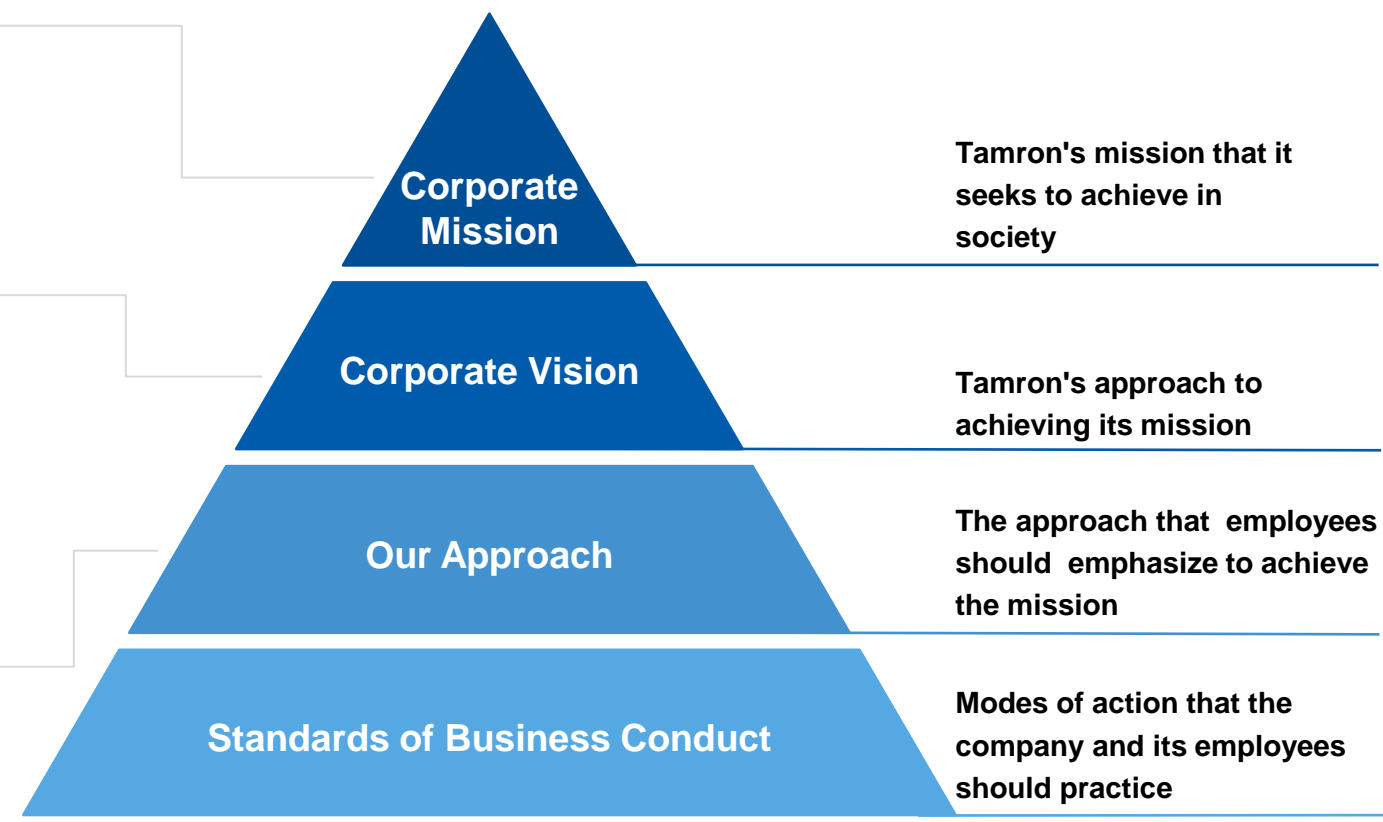 Corporate
Mission
Tamron's mission that it
seeks to achieve in
society
Corporate Vision
Tamron's approach to
achieving its mission
Our Approach
The approach that  employees
should  emphasize to achieve
the mission
Standards of Business Conduct
Modes of action that the
company and its employees
should practice